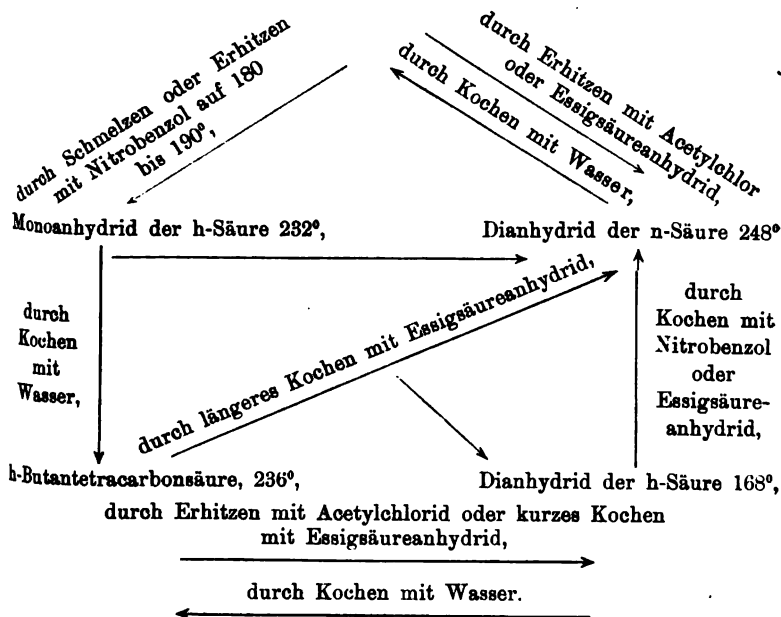 durch Schmelzen oder Erhitzen
mit Nitrobenzol auf 180
bis 190°,
durch Erhitzen mit Acetylchlor
oder Essigsäureanhydrid,
durch Kochen mit Wasser,
Monoanhydrid der h-Säure 232°,
Dianhydrid der n-Säure 248°
durch
Kochen
mit
Wasser,
durch längeres Kochen mit Essigsäureanhydrid,
durch
Kochen mit
Nitrobenzol
oder
Essigsäure-
anhydrid,
h-Butantetracarbonsäure, 236°,
Dianhydrid der h-Säure 168°,
durch Erhitzen mit Acetylchlorid oder kurzes Kochen
mit Essigsäureanhydrid,
durch Kochen mit Wasser.